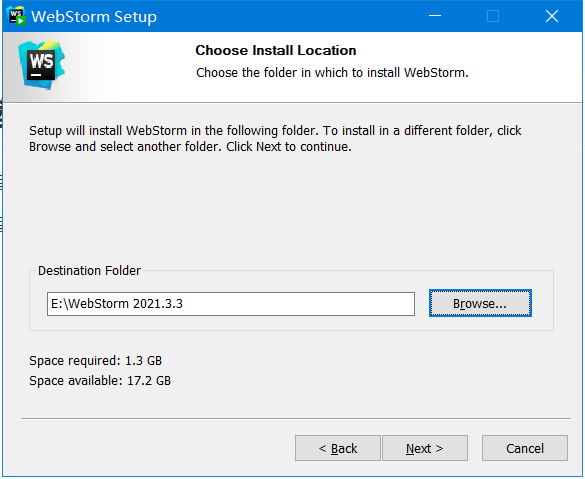 WebStorm Setup
WS
Choose Install Location
Choose the folder in which to install WebStorm.
Setup will install WebStorm in the following folder. To install in a different folder, click
Browse and select another folder. Click Next to continue.
Destination Folder
E:\WebStorm 2021.3.3
Browse...
Space required: 1.3 GB
Space available: 17.2 GB
< Back
Next >
Cancel